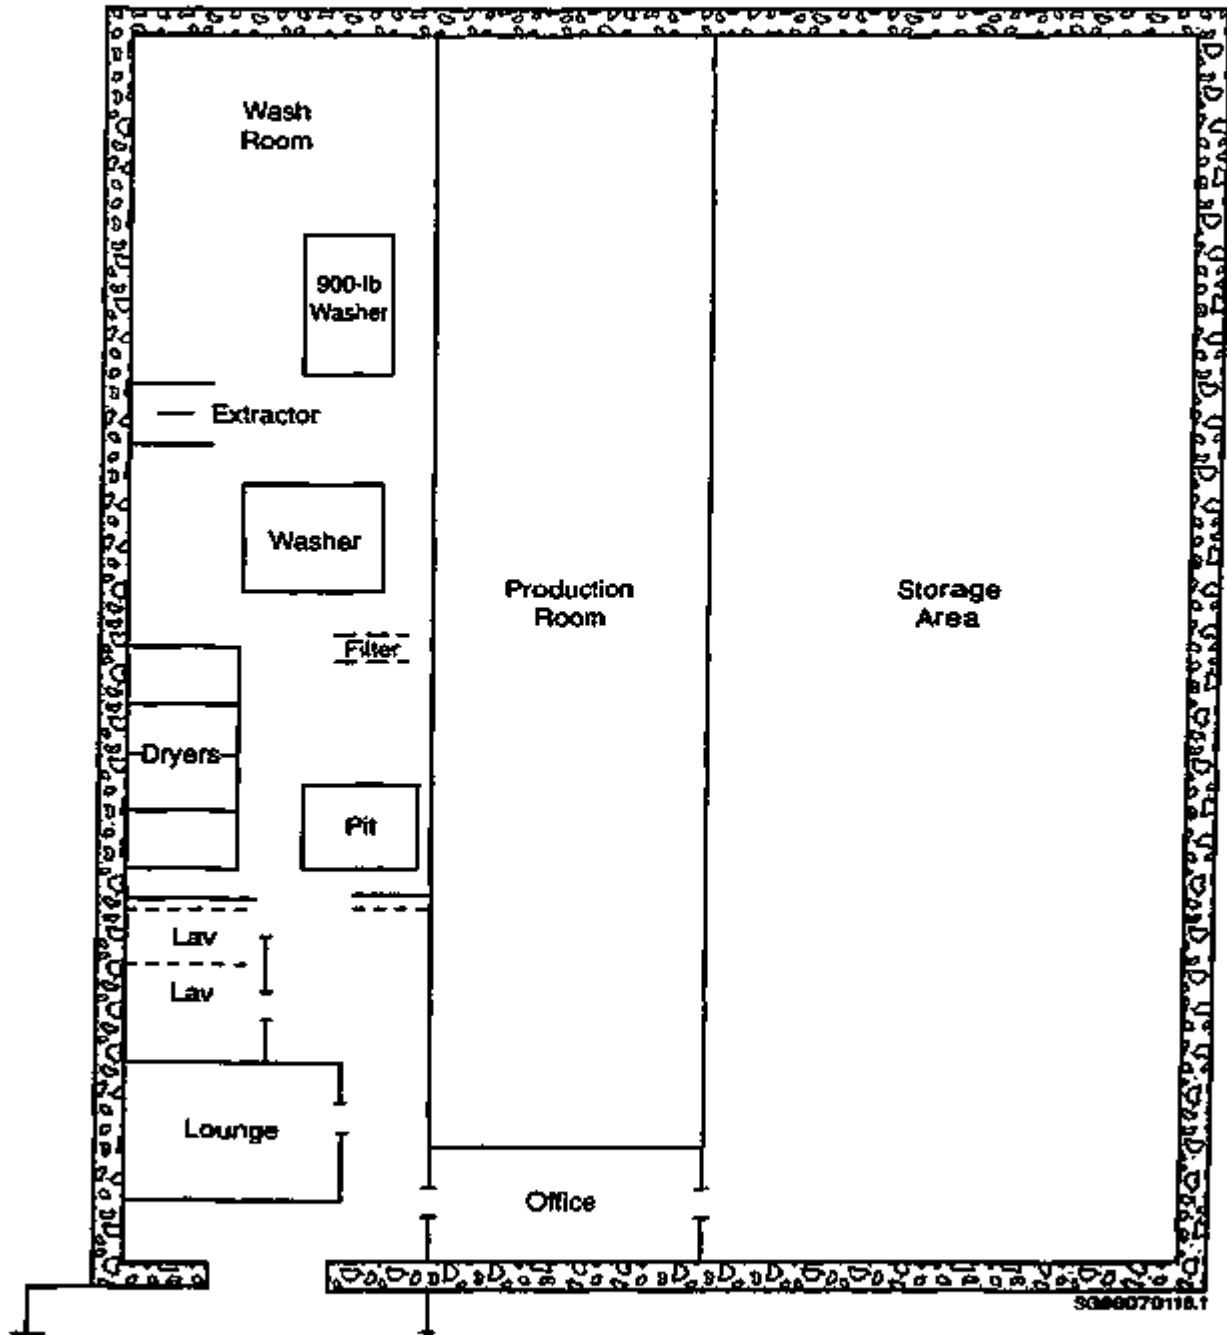 Wash
Room
900-lb
Washer
Extractor
Washer
Production
Room
Storage
Area
Filter
Dryers
Pit
Lav
Lav
Lounge
Office